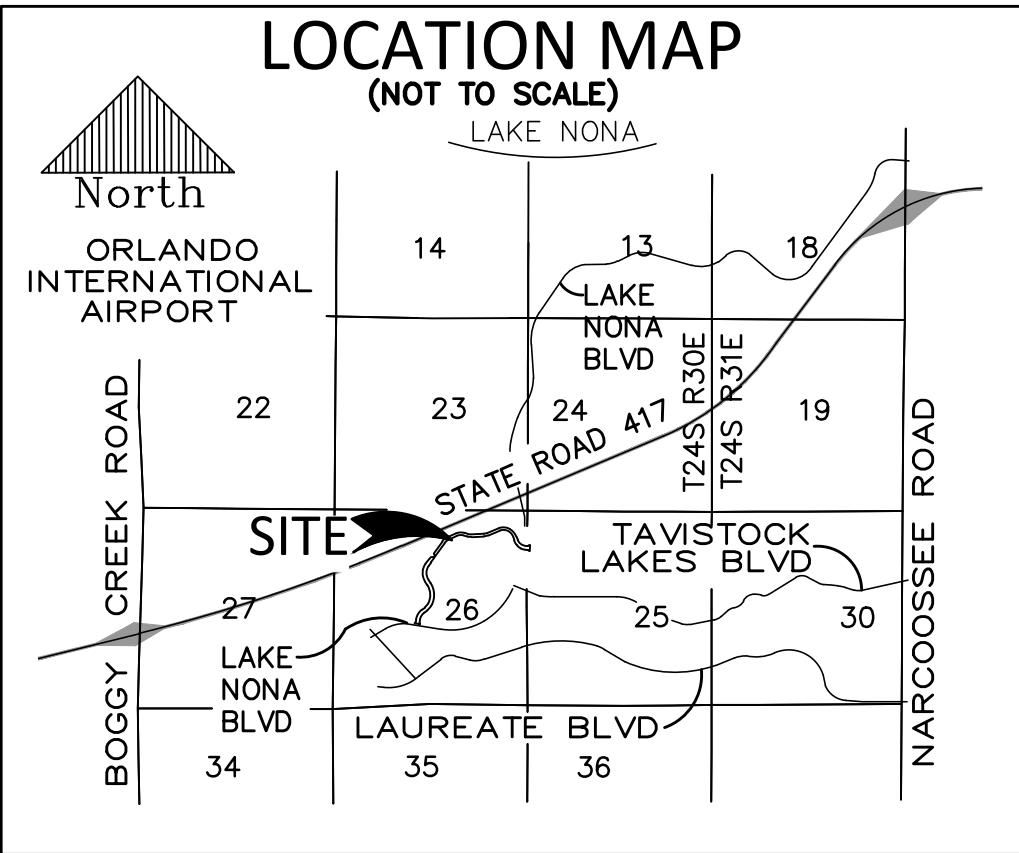 LOCATION MAP
(NOT TO SCALE)
LAKE NONA
North
ORLANDO
INTERNATIONAL
AIRPORT
14
13
18
LAKE
NONA
BLVD
T24S R30E
T24S R31E
22
23
24
19
STATE ROAD 417
BOGGY CREEK ROAD
NARCOOSSEE ROAD
SITE
TAVISTOCK
LAKES BLVD
27
26
25
30
LAKE
NONA
BLVD
LAUREATE BLVD
34
35
36